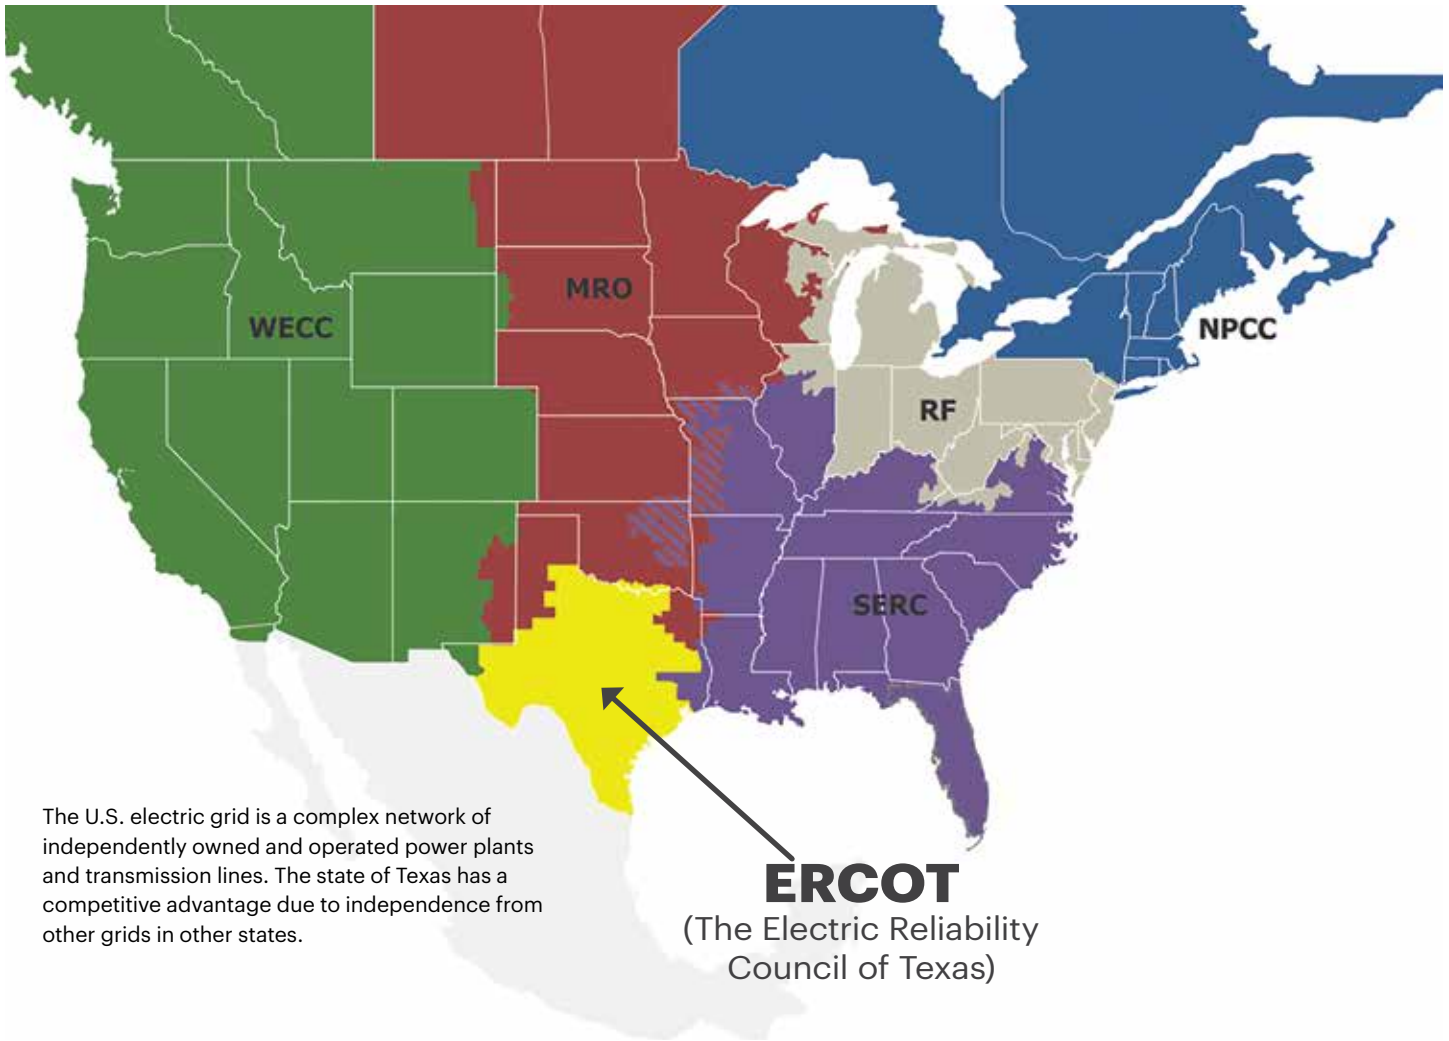 MRO
WECC
NPCC
RF
SERC
The U.S. electric grid is a complex network of
independently owned and operated power plants
and transmission lines. The state of Texas has a
competitive advantage due to independence from
other grids in other states.
ERCOT
(The Electric Reliability
Council of Texas)